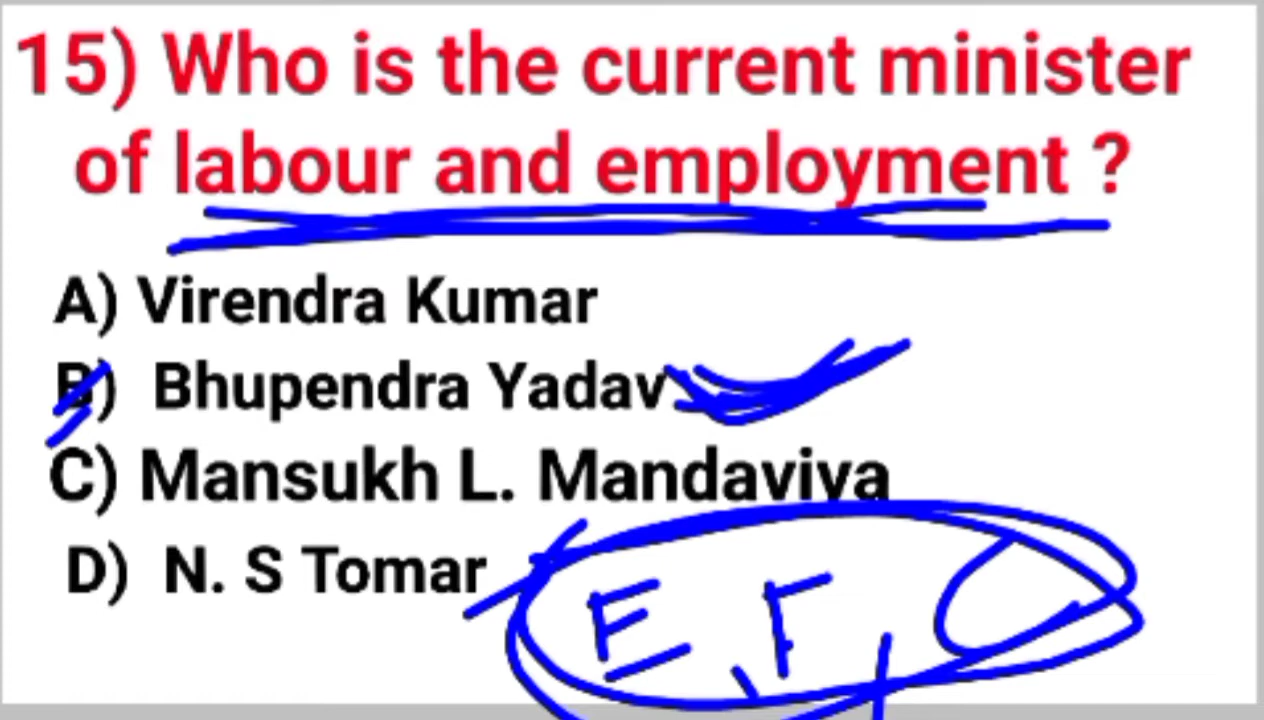 15) Who is the current minister
of labour and employment ?
A) Virendra Kumar
B) Bhupendra Yadav
C) Mansukh L. Mandaviya
D) N. S Tomar
E, F, C